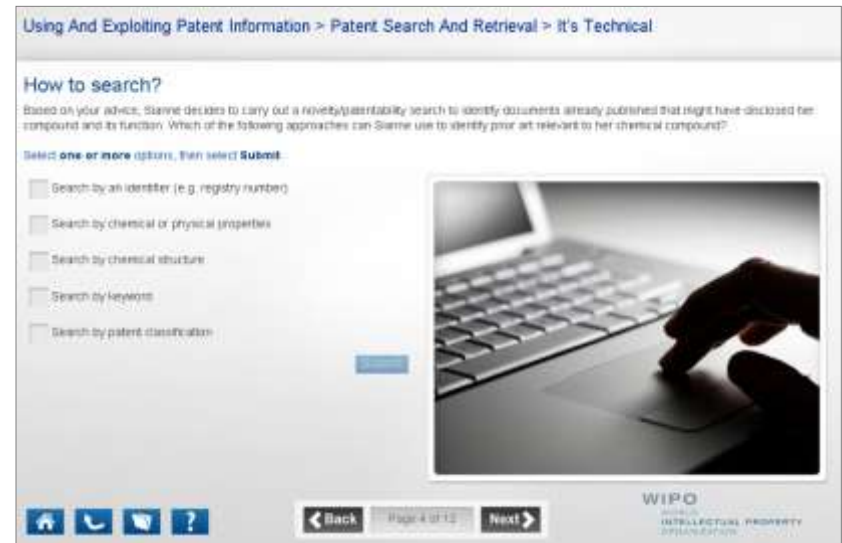 Using And Exploiting Patent Information > Patent Search And Retrieval > It's Technical
How to search?
Based on your advice, Sianne decides to carry out a novelty/patentability search to identify documents already published that might have disclosed her
compound and its function. Which of the following approaches can Sianne use to identify prior art relevant to her chemical compound?
Select one or more options, then select Submit.
Search by an identifier (e.g. registry number)
Search by chemical or physical properties
Search by chemical structure
Search by keyword
Search by patent classification
Submit
?
Back
Page 4 of 12
Next
WIPO
WORLD
INTELLECTUAL PROPERTY
ORGANIZATION